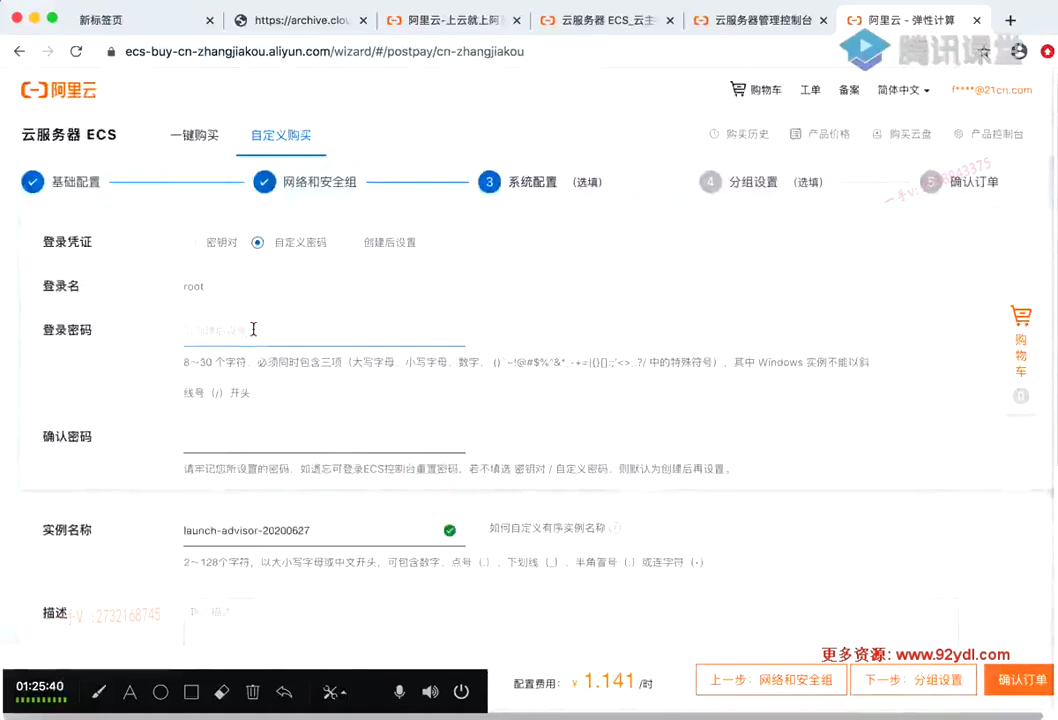 新标签页
https://archive.clou
阿里云-上云就上阿
云服务器 ECS_云主
云服务器管理控制台
阿里云 - 弹性计算
ecs-buy-cn-zhangjiakou.aliyun.com/wizard/#/postpay/cn-zhangjiakou
腾讯课堂
阿里云
购物车 工单 备案 简体中文 f****@21cn.com
云服务器 ECS 一键购买 自定义购买 购买历史 产品价格 购买云盘 产品控制台
基础配置 网络和安全组 3 系统配置 (选填) 4 分组设置 (选填) 确认订单
登录凭证 密钥对 自定义密码 创建后设置
登录名 root
登录密码
8～30 个字符，必须同时包含三项（大写字母、小写字母、数字、 ()`~!@#$%^&*_-+=|{}[]:;'<>,.?/ 中的特殊符号），其中 Windows 实例不能以斜
线号（/）开头
购物车
0
确认密码
请牢记您所设置的密码，如遗忘可登录ECS控制台重置密码。若不填选 密钥对 / 自定义密码，则默认为创建后再设置。
实例名称 launch-advisor-20200627 如何自定义有序实例名称
2～128个字符，以大小写字母或中文开头，可包含数字、点号（.）、下划线（_）、半角冒号（:）或连字符（-）
描述
:2732168745
更多资源: www.92ydl.com
01:25:40
配置费用: ¥ 1.141 /时 上一步: 网络和安全组 下一步: 分组设置 确认订单